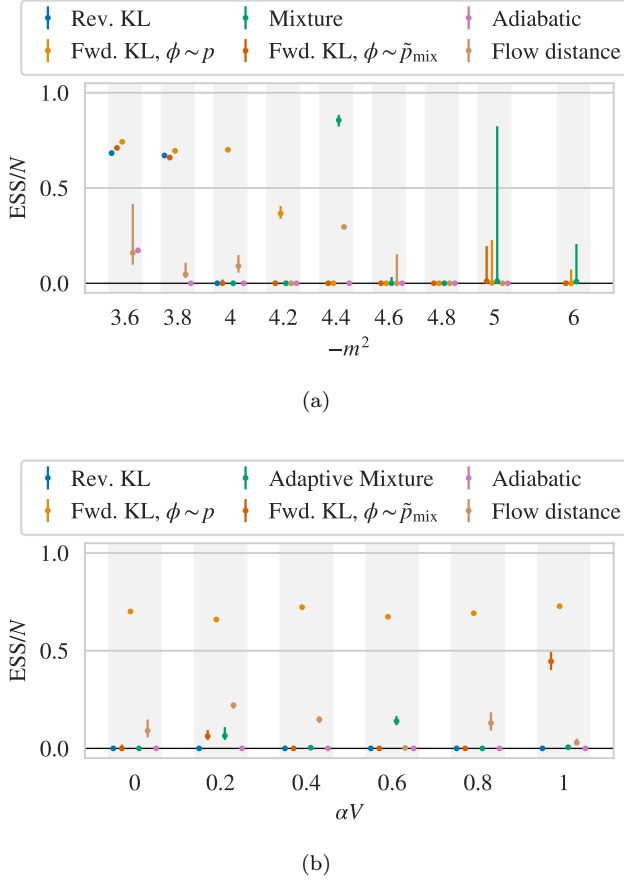 Rev. KL Mixture Adiabatic
Fwd. KL, ϕ ∼ p Fwd. KL, ϕ ∼ p̃mix Flow distance
1.0
ESS/N
0.5
0.0
3.6 3.8 4 4.2 4.4 4.6 4.8 5 6
−m²
(a)
Rev. KL Adaptive Mixture Adiabatic
Fwd. KL, ϕ ∼ p Fwd. KL, ϕ ∼ p̃mix Flow distance
1.0
ESS/N
0.5
0.0
0 0.2 0.4 0.6 0.8 1
αV
(b)